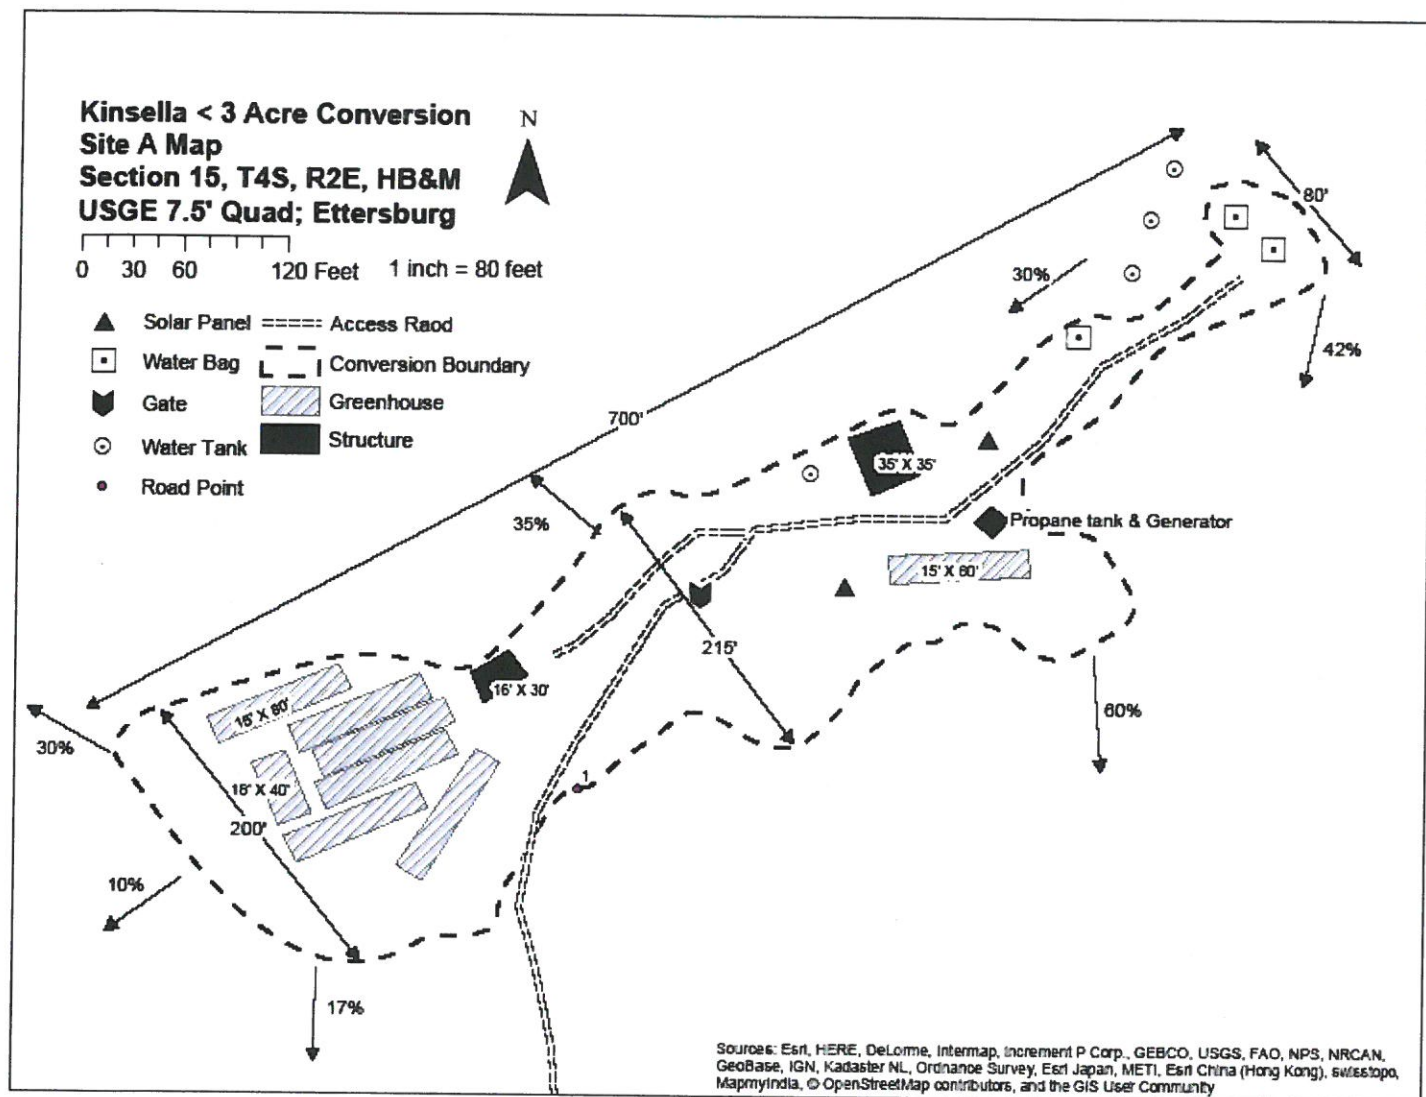 Kinsella < 3 Acre Conversion
Site A Map
Section 15, T4S, R2E, HB&M
USGE 7.5' Quad; Ettersburg
N
0 30 60 120 Feet 1 inch = 80 feet
Solar Panel
Water Bag
Gate
Water Tank
Road Point
Access Raod
Conversion Boundary
Greenhouse
Structure
80'
30%
42%
700'
35' X 35'
35%
Propane tank & Generator
15' X 60'
215'
16' X 30'
60%
15' X 80'
30%
1
18' X 40'
200'
10%
17%
Sources: Esri, HERE, DeLorme, Intermap, increment P Corp., GEBCO, USGS, FAO, NPS, NRCAN,
GeoBase, IGN, Kadaster NL, Ordnance Survey, Esri Japan, METI, Esri China (Hong Kong), swisstopo,
MapmyIndia, © OpenStreetMap contributors, and the GIS User Community